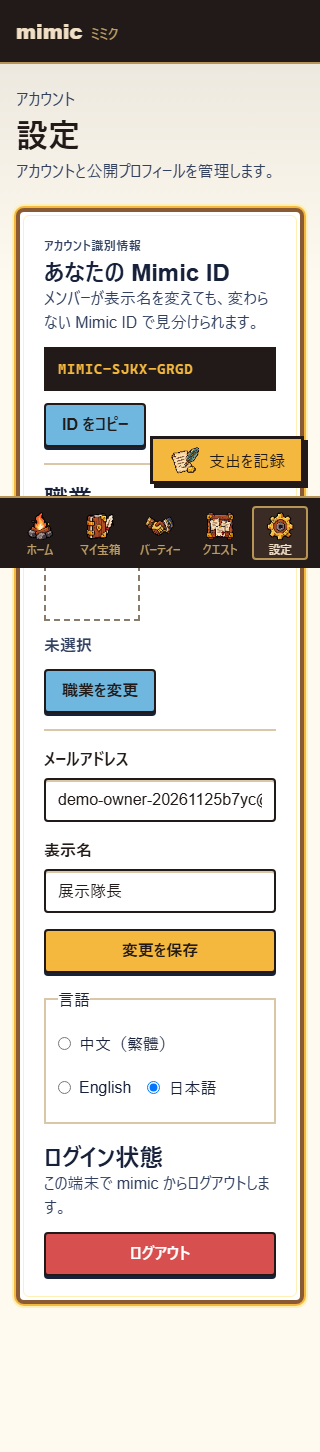 mimic ミミク
アカウント
設定
アカウントと公開プロフィールを管理します。
アカウント識別情報
あなたの Mimic ID
メンバーが表示名を変えても、変わら
ない Mimic ID で見分けられます。
MIMIC-SJKX-GRGD
ID をコピー
支出を記録
職業
ホーム
マイ宝箱
パーティー
クエスト
設定
未選択
職業を変更
メールアドレス
demo-owner-20261125b7yc@
表示名
展示隊長
変更を保存
言語
中文（繁體）
English
日本語
ログイン状態
この端末で mimic からログアウトしま
す。
ログアウト